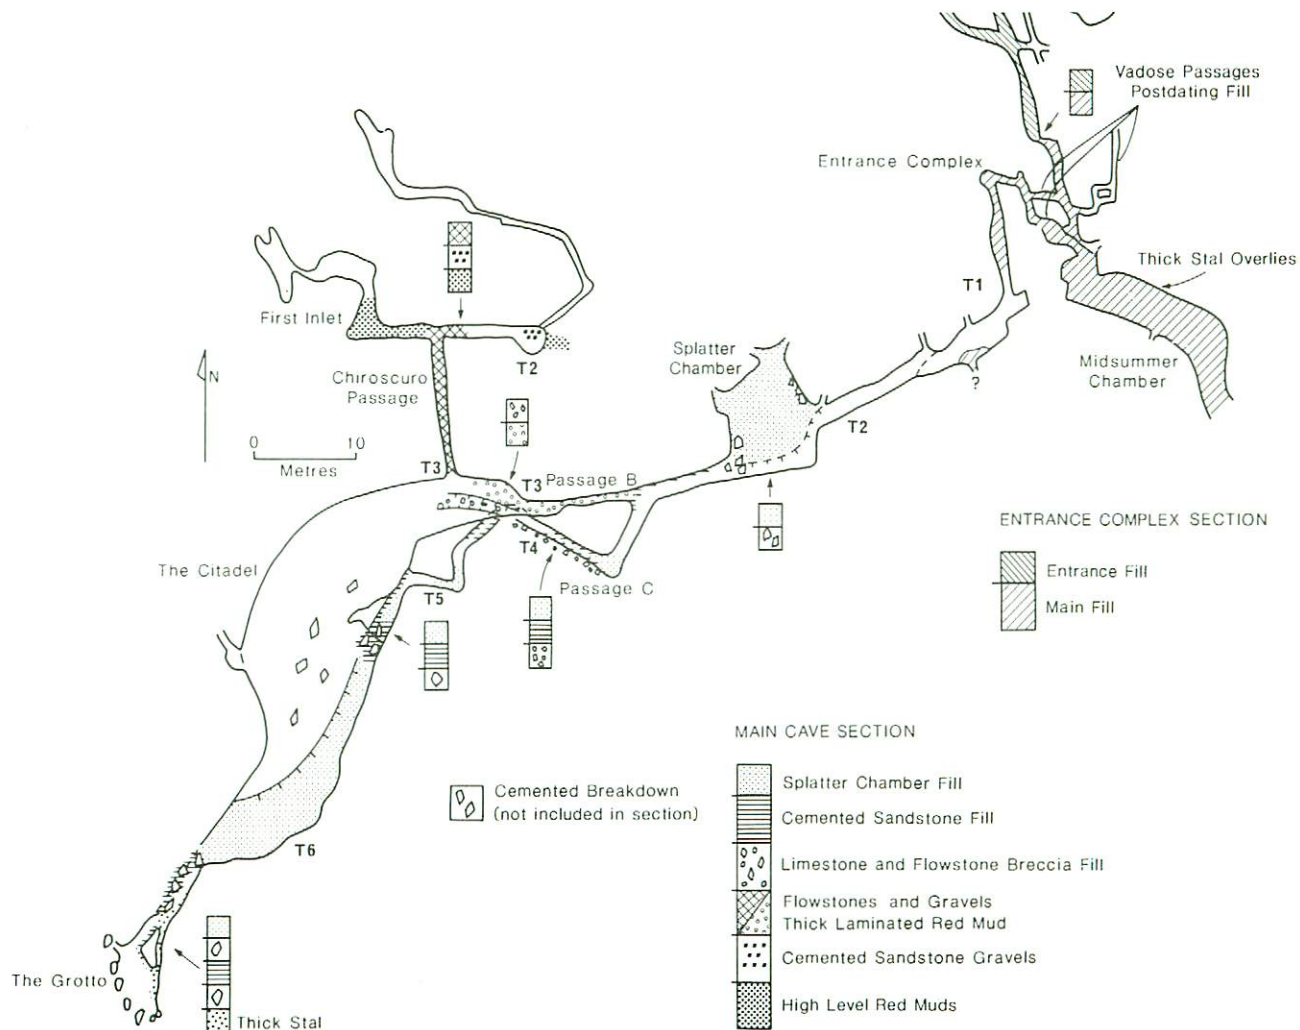 Vadose Passages
Postdating Fill
Entrance Complex
Thick Stal Overlies
T1
First Inlet
Splatter
Chamber
Midsummer
Chamber
T2
N
Chiroscuro
Passage
?
T2
0 10
Metres
T3
T3
Passage B
ENTRANCE COMPLEX SECTION
T4
The Citadel
Entrance Fill
Passage C
T5
Main Fill
MAIN CAVE SECTION
Splatter Chamber Fill
Cemented Breakdown
(not included in section)
Cemented Sandstone Fill
T6
Limestone and Flowstone Breccia Fill
Flowstones and Gravels
Thick Laminated Red Mud
Cemented Sandstone Gravels
The Grotto
High Level Red Muds
Thick Stal